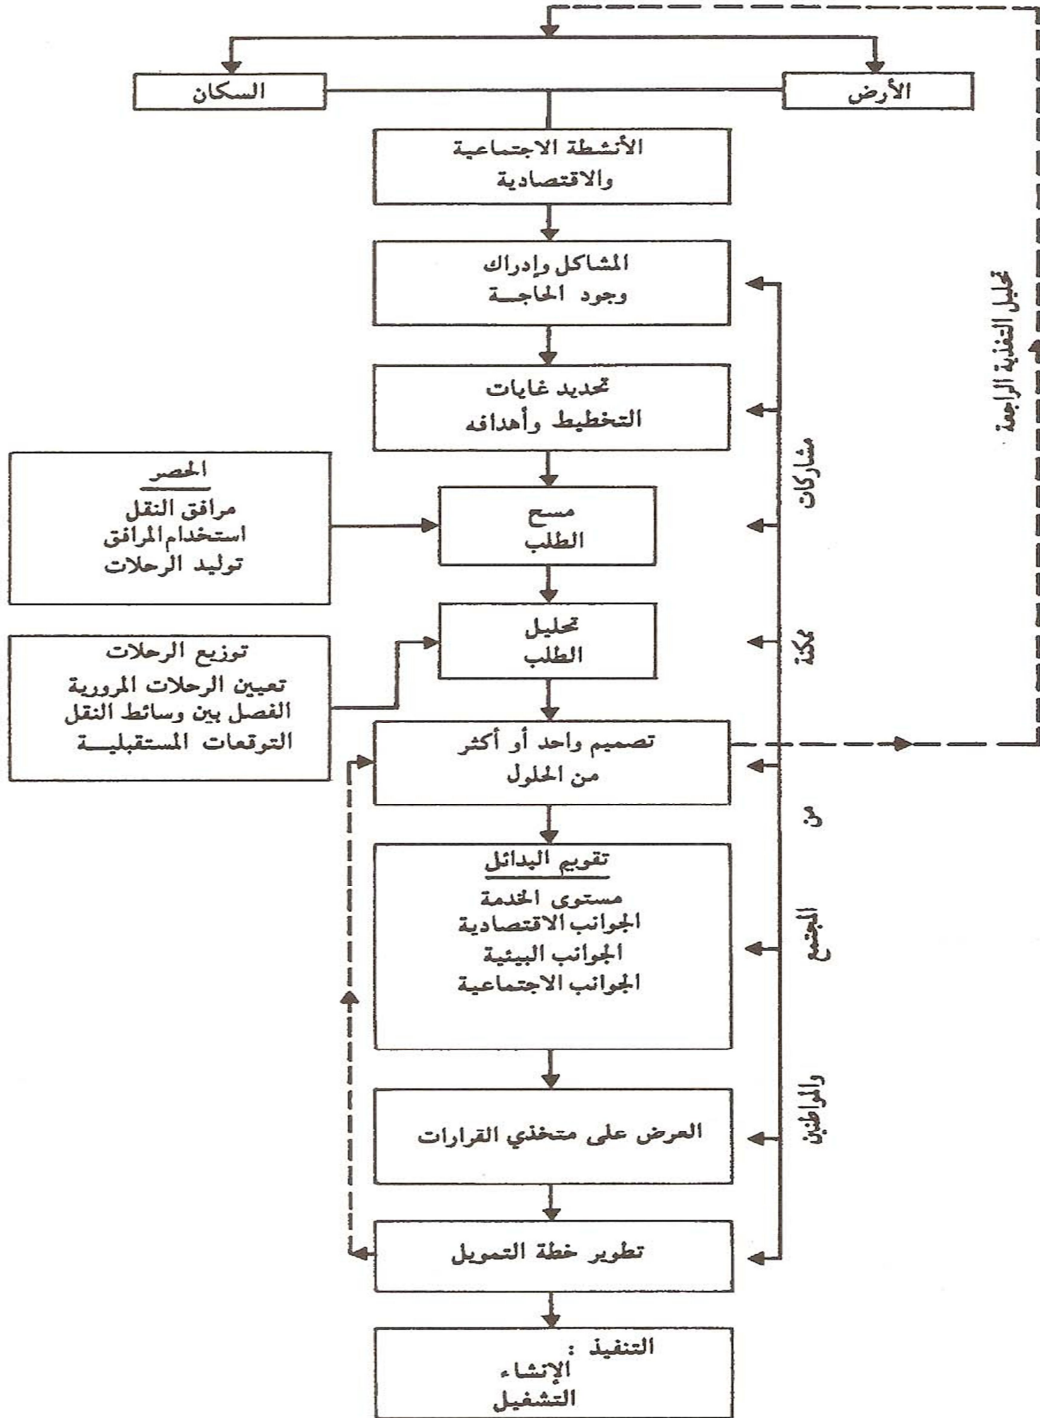 الأرض
السكان
الأنشطة الاجتماعية
والاقتصادية
المشاكل وإدراك
وجود الحاجــة
تحديد غايات
التخطيط وأهدافه
الحصر
مرافق النقل
استخدام المرافق
توليد الرحلات
مسح
الطلب
تحليل
الطلب
توزيع الرحلات
تعيين الرحلات المرورية
الفصل بين وسائط النقل
التوقعات المستقبليــة
تصميم واحد أو أكثر
من الحلول
تقويم البدائل
مستوى الخدمة
الجوانب الاقتصادية
الجوانب البيئية
الجوانب الاجتماعية
العرض على متخذي القرارات
تطوير خطة التمويل
التنفيذ :
الإنشاء
التشغيل
مشاركات
ممكنة
من
المجتمع
والمواطنين
تحليل التغذية الراجعة